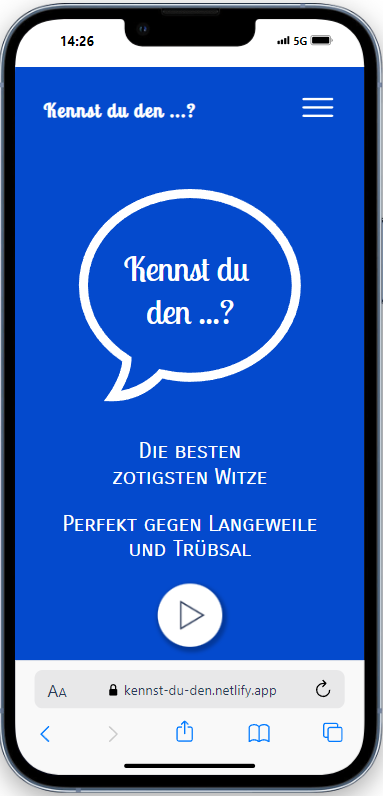 14:26
5G
Kennst du den ...?
Kennst du
den ...?
Die besten
zotigsten Witze
Perfekt gegen Langeweile
und Trübsal
AA
kennst-du-den.netlify.app